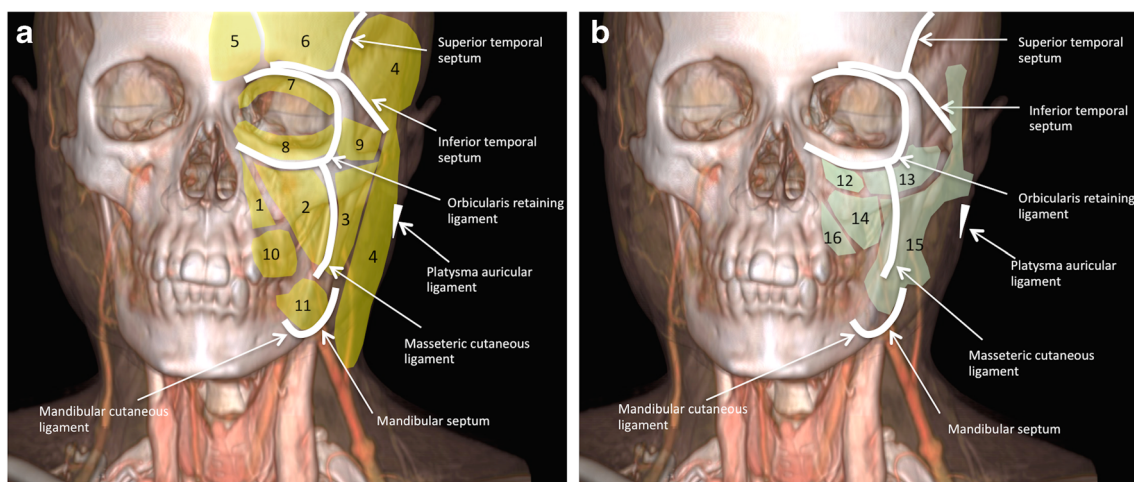 a
5
6
4
7
8
9
1
2
3
4
10
11
Superior temporal
septum
Inferior temporal
septum
Orbicularis retaining
ligament
Platysma auricular
ligament
Masseteric cutaneous
ligament
Mandibular septum
Mandibular cutaneous
ligament
b
12
13
14
15
16
Superior temporal
septum
Inferior temporal
septum
Orbicularis retaining
ligament
Platysma auricular
ligament
Masseteric cutaneous
ligament
Mandibular cutaneous
ligament
Mandibular septum